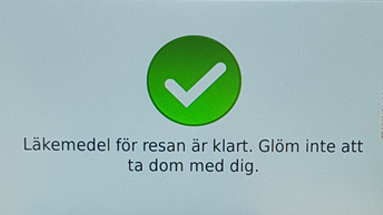 Läkemedel för resan är klart. Glöm inte att
ta dom med dig.